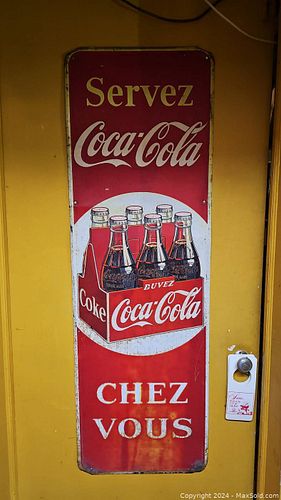 Servez
Coca-Cola
BUVEZ
Coke
Coca-Cola
CHEZ
VOUS
Copyright 2024 - MaxSold.com